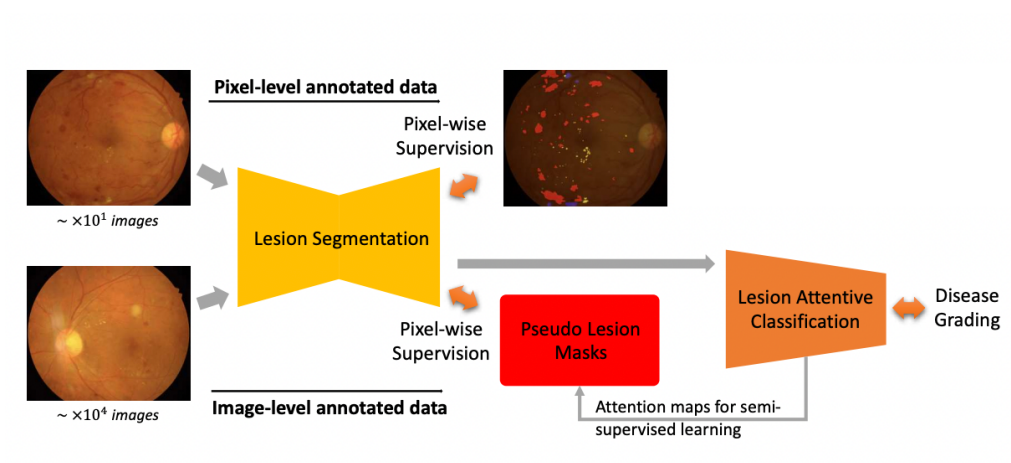 Pixel-level annotated data
Pixel-wise
Supervision
~ ×10¹ images
Lesion Segmentation
Lesion Attentive
Classification
Disease
Grading
Pixel-wise
Supervision
Pseudo Lesion
Masks
~ ×10⁴ images
Image-level annotated data
Attention maps for semi-
supervised learning